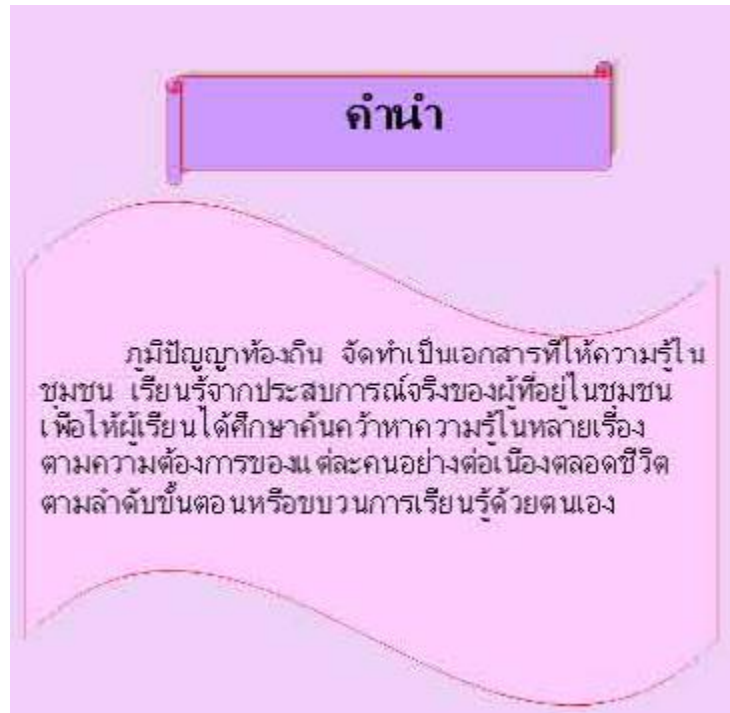 คำนำ
ภูมิปัญญาท้องถิ่น จัดทำเป็นเอกสารที่ให้ความรู้ใน
ชุมชน เรียนรู้จากประสบการณ์จริงของผู้ที่อยู่ในชุมชน
เพื่อให้ผู้เรียนได้ศึกษาค้นคว้าหาความรู้ในหลายเรื่อง
ตามความต้องการของแต่ละคนอย่างต่อเนื่องตลอดชีวิต
ตามลำดับขั้นตอนหรือขบวนการเรียนรู้ด้วยตนเอง